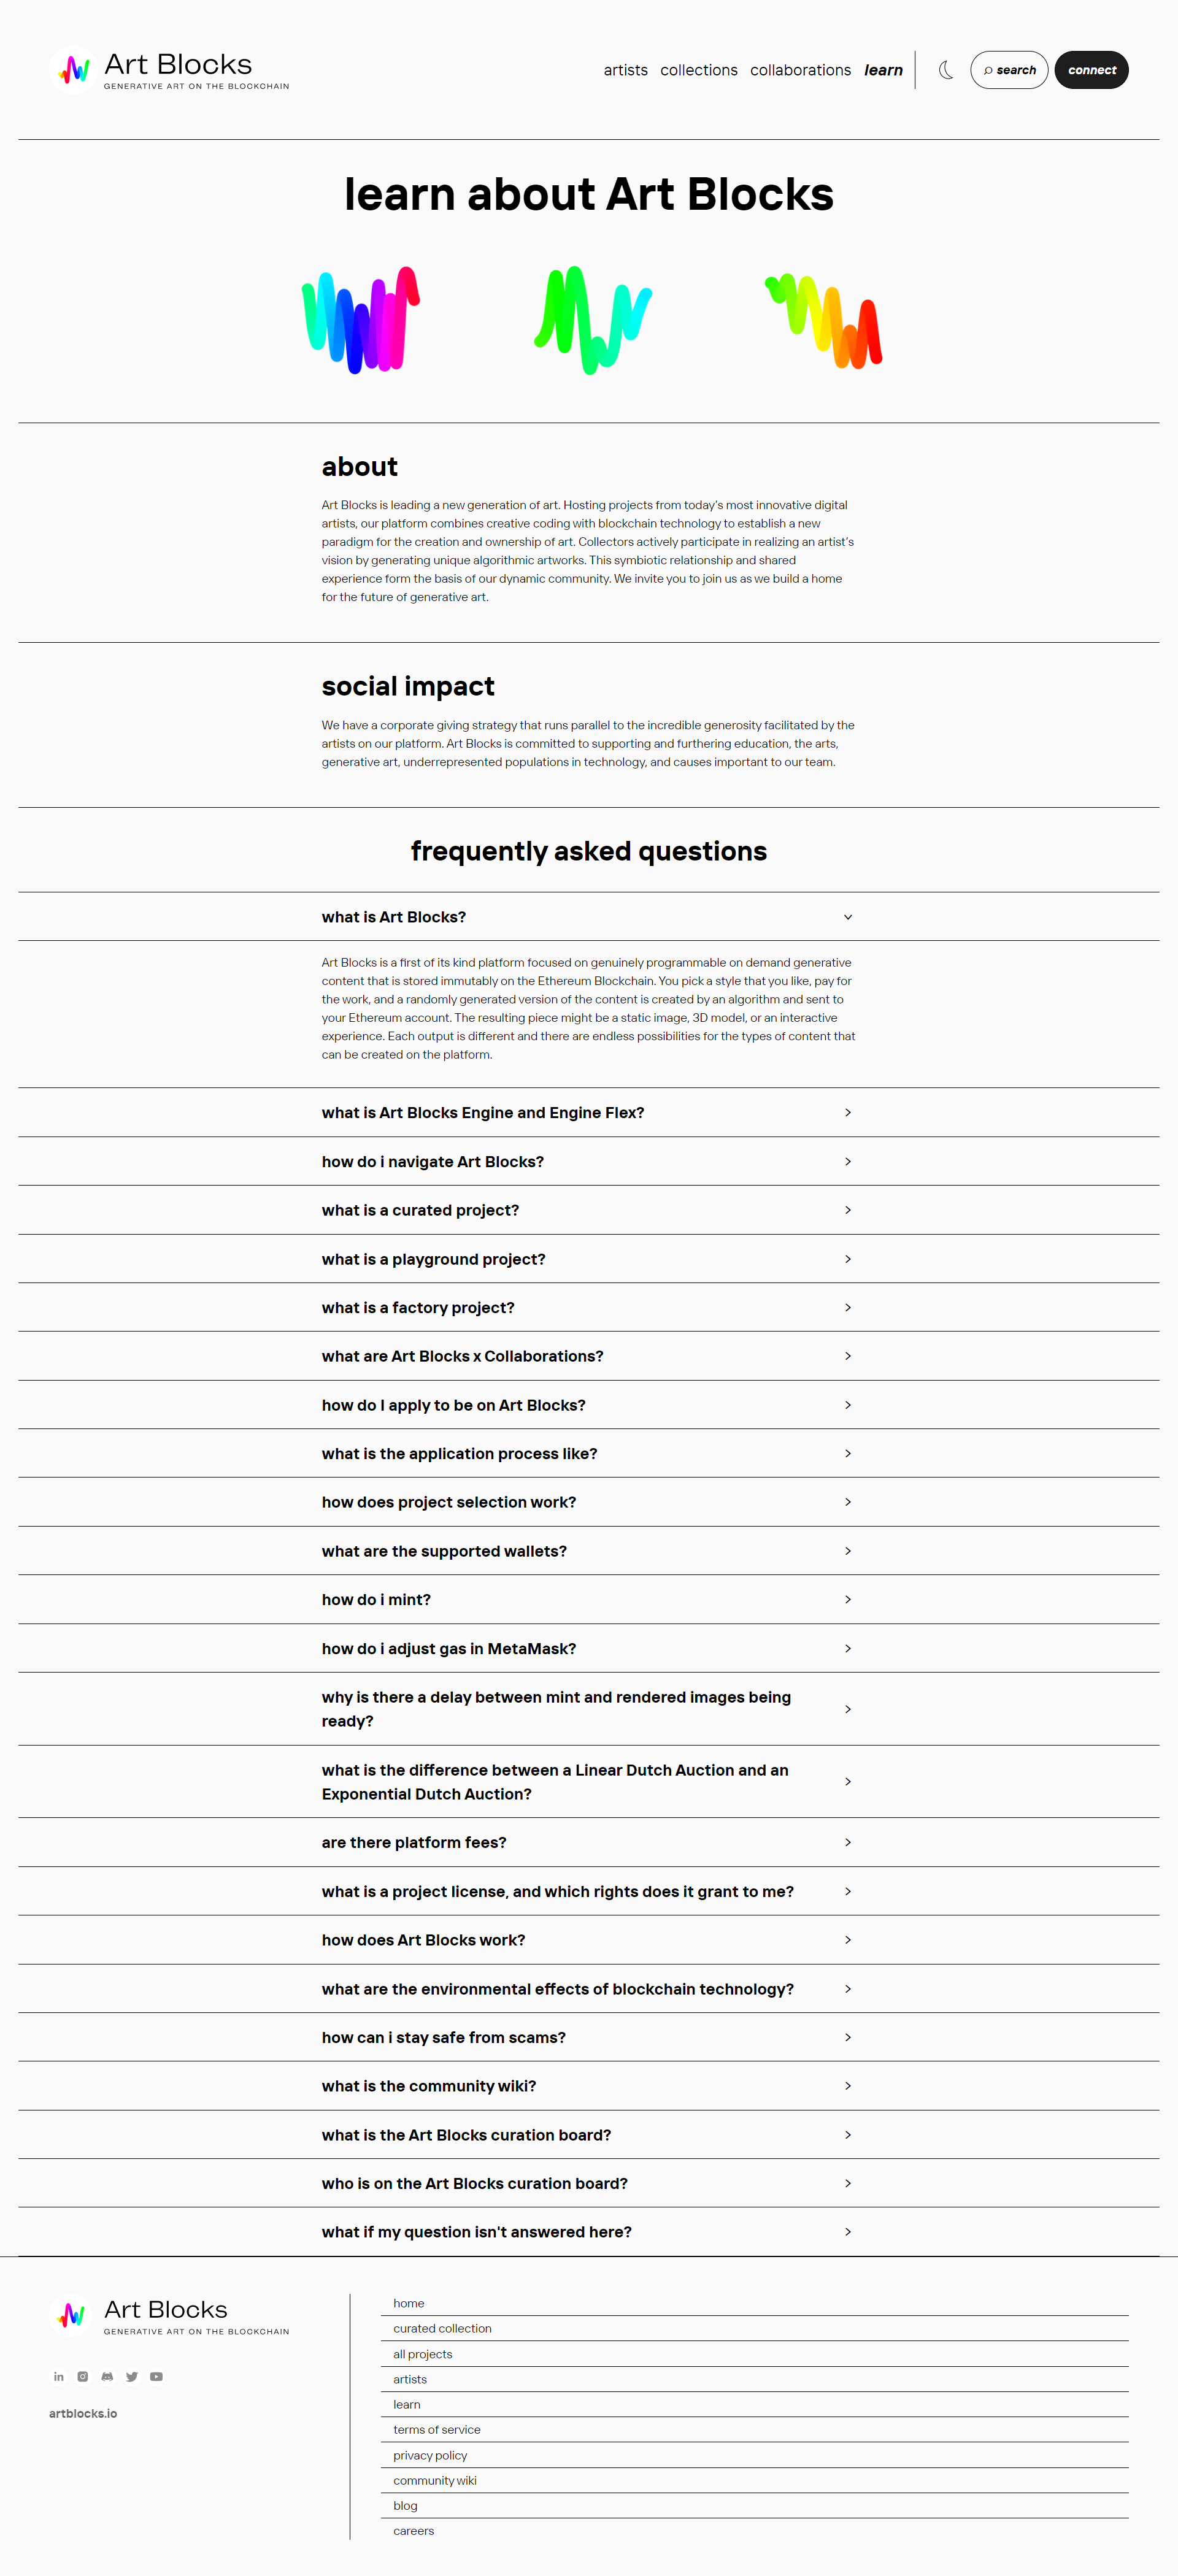 Art Blocks
GENERATIVE ART ON THE BLOCKCHAIN
artists collections collaborations learn
search
connect
learn about Art Blocks
about
Art Blocks is leading a new generation of art. Hosting projects from today's most innovative digital
artists, our platform combines creative coding with blockchain technology to establish a new
paradigm for the creation and ownership of art. Collectors actively participate in realizing an artist's
vision by generating unique algorithmic artworks. This symbiotic relationship and shared
experience form the basis of our dynamic community. We invite you to join us as we build a home
for the future of generative art.
social impact
We have a corporate giving strategy that runs parallel to the incredible generosity facilitated by the
artists on our platform. Art Blocks is committed to supporting and furthering education, the arts,
generative art, underrepresented populations in technology, and causes important to our team.
frequently asked questions
what is Art Blocks?
Art Blocks is a first of its kind platform focused on genuinely programmable on demand generative
content that is stored immutably on the Ethereum Blockchain. You pick a style that you like, pay for
the work, and a randomly generated version of the content is created by an algorithm and sent to
your Ethereum account. The resulting piece might be a static image, 3D model, or an interactive
experience. Each output is different and there are endless possibilities for the types of content that
can be created on the platform.
what is Art Blocks Engine and Engine Flex?
how do i navigate Art Blocks?
what is a curated project?
what is a playground project?
what is a factory project?
what are Art Blocks x Collaborations?
how do I apply to be on Art Blocks?
what is the application process like?
how does project selection work?
what are the supported wallets?
how do i mint?
how do i adjust gas in MetaMask?
why is there a delay between mint and rendered images being
ready?
what is the difference between a Linear Dutch Auction and an
Exponential Dutch Auction?
are there platform fees?
what is a project license, and which rights does it grant to me?
how does Art Blocks work?
what are the environmental effects of blockchain technology?
how can i stay safe from scams?
what is the community wiki?
what is the Art Blocks curation board?
who is on the Art Blocks curation board?
what if my question isn't answered here?
Art Blocks
GENERATIVE ART ON THE BLOCKCHAIN
artblocks.io
home
curated collection
all projects
artists
learn
terms of service
privacy policy
community wiki
blog
careers